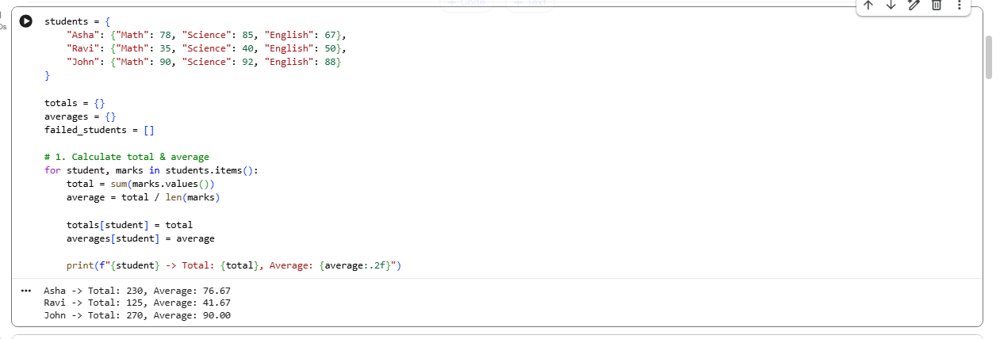 + Code + Text
0s
students = {
    "Asha": {"Math": 78, "Science": 85, "English": 67},
    "Ravi": {"Math": 35, "Science": 40, "English": 50},
    "John": {"Math": 90, "Science": 92, "English": 88}
}

totals = {}
averages = {}
failed_students = []

# 1. Calculate total & average
for student, marks in students.items():
    total = sum(marks.values())
    average = total / len(marks)

    totals[student] = total
    averages[student] = average

    print(f"{student} -> Total: {total}, Average: {average:.2f}")
Asha -> Total: 230, Average: 76.67
Ravi -> Total: 125, Average: 41.67
John -> Total: 270, Average: 90.00